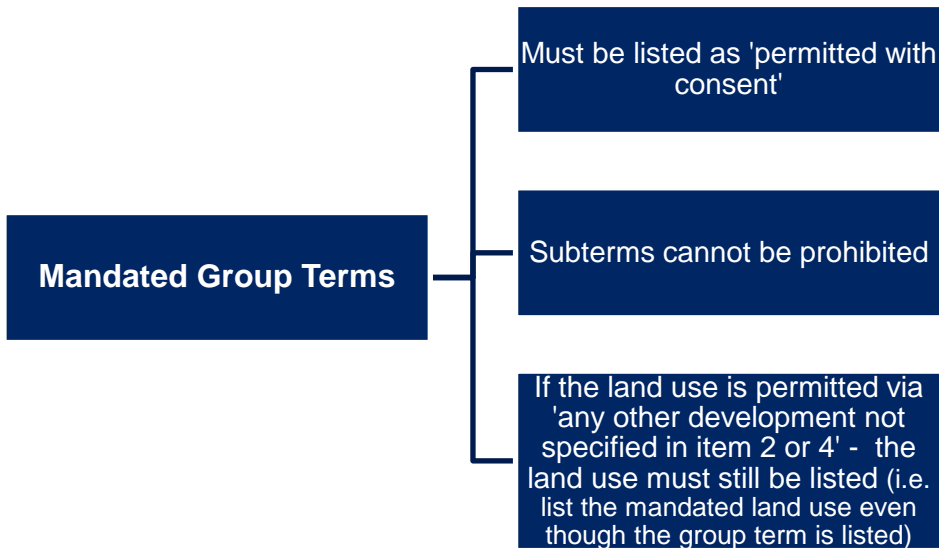 Mandated Group Terms
Must be listed as 'permitted with
consent'
Subterms cannot be prohibited
If the land use is permitted via
'any other development not
specified in item 2 or 4' -  the
land use must still be listed (i.e.
list the mandated land use even
though the group term is listed)